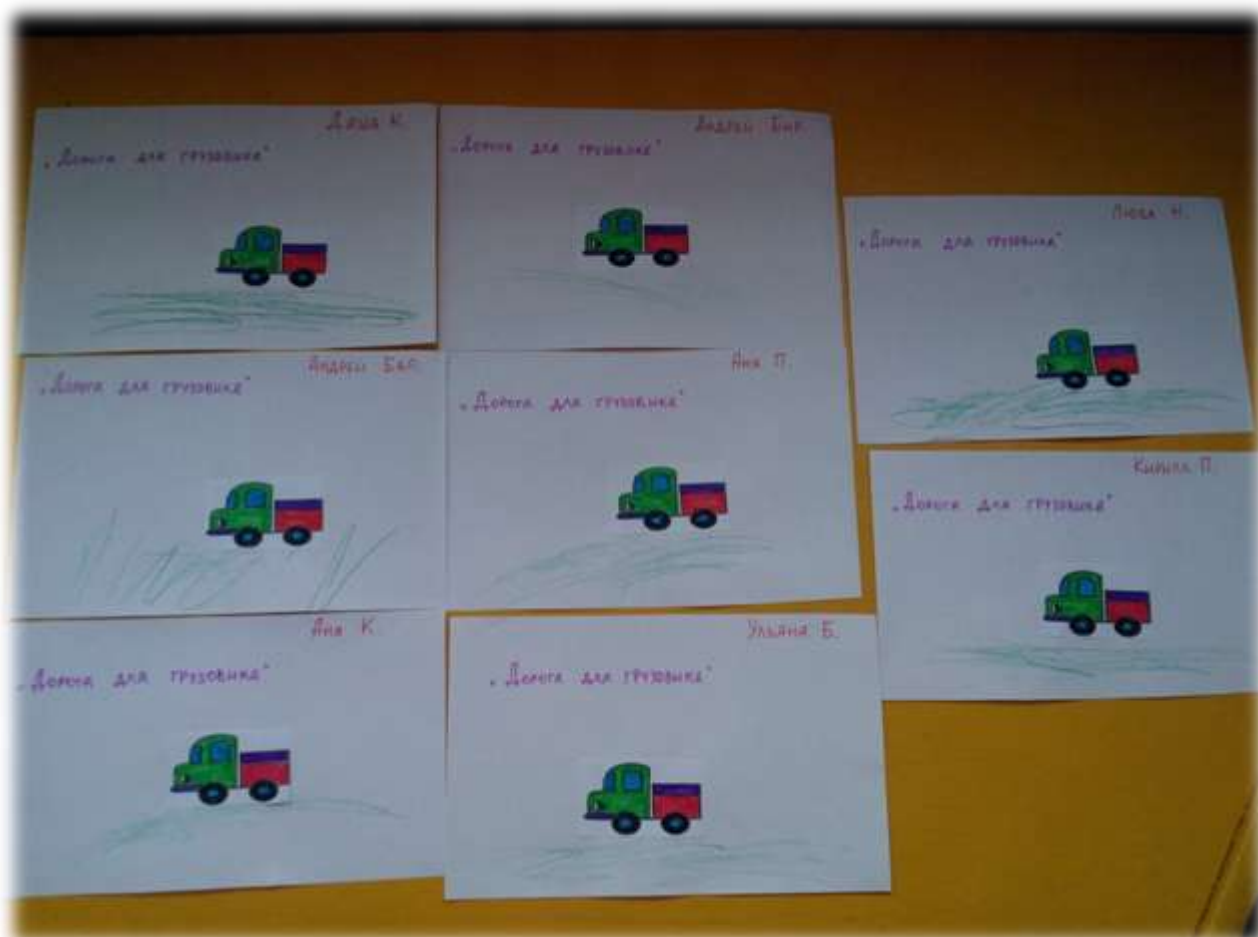 Даша К.
„Дорога для грузовика"
Андрей Бир.
„Дорога для грузовика"
Люба Н.
„Дорога для грузовика"
Андрей
„Дорога для грузовика"
Аня П.
„Дорога для грузовика"
Кирилл П.
„Дорога для грузовика"
Аня К.
„Дорога для грузовика"
Ульяна Б.
„Дорога для грузовика"